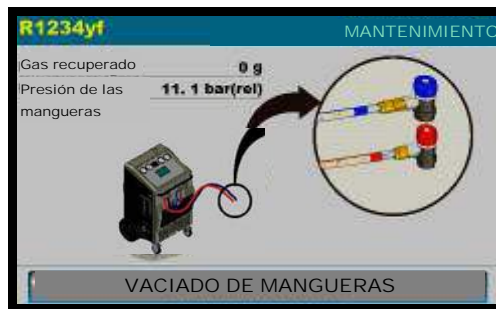 R1234yf MANTENIMIENTO
Gas recuperado 0 g
Presión de las 11. 1 bar(rel)
mangueras
VACIADO DE MANGUERAS